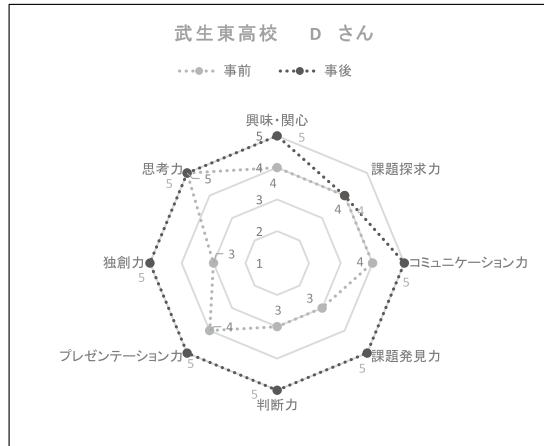 武生東高校 D さん
事前 事後
興味・関心
5 5
思考力 課題探求力
5 5 4 4
3 4 4
2
独創力 3 1 4 コミュニケーション力
5 5
3 3
プレゼンテーション力 4 課題発見力
5 5
5
判断力